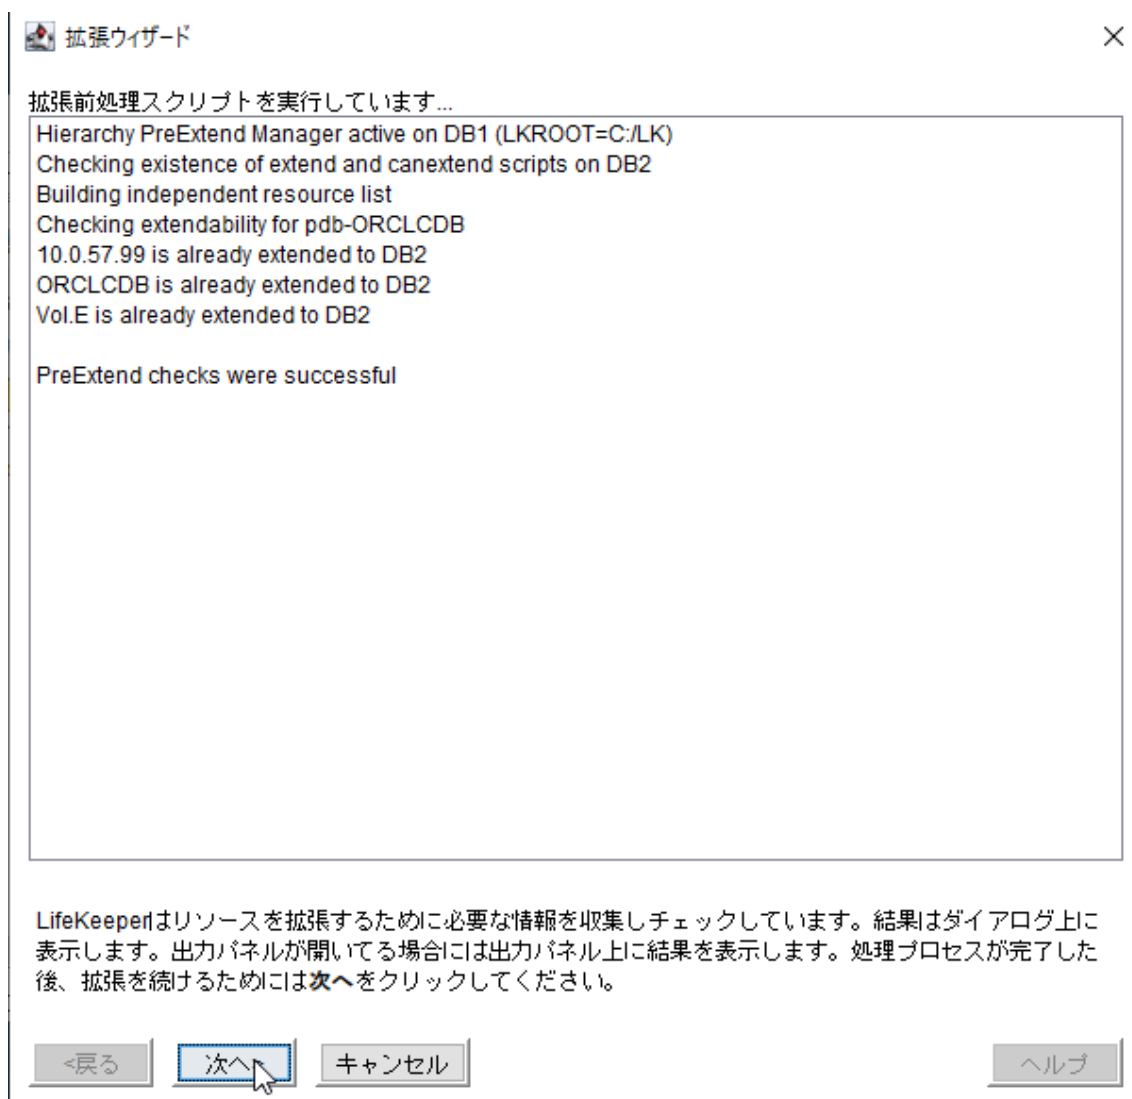 拡張ウィザード
拡張前処理スクリプトを実行しています...
Hierarchy PreExtend Manager active on DB1 (LKROOT=C:/LK)
Checking existence of extend and canextend scripts on DB2
Building independent resource list
Checking extendability for pdb-ORCLCDB
10.0.57.99 is already extended to DB2
ORCLCDB is already extended to DB2
Vol.E is already extended to DB2
PreExtend checks were successful
LifeKeeperはリソースを拡張するために必要な情報を収集しチェックしています。結果はダイアログ上に
表示します。出力パネルが開いてる場合には出力パネル上に結果を表示します。処理プロセスが完了した
後、拡張を続けるためには次へをクリックしてください。
<戻る 次へ> キャンセル ヘルプ